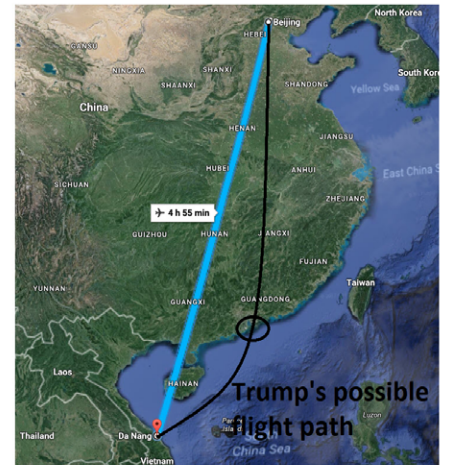 North Korea
Beijing
HEBEI
GANSU
NINGXIA
SHANXI
SHAANXI
SHANDONG
South Kore
Yellow Sea
China
HENAN
JIANGSU
HUBEI
ANHUI
East China S
SICHUAN
ZHEJIANG
4 h 55 min
GUIZHOU
HUNAN
JIANGXI
FUJIAN
YUNNAN
Taiwan
GUANGXI
GUANGDONG
Laos
HAINAN
Trump's possible
Luzon
flight path
Thailand
Da Nang
China Sea
Vietnam